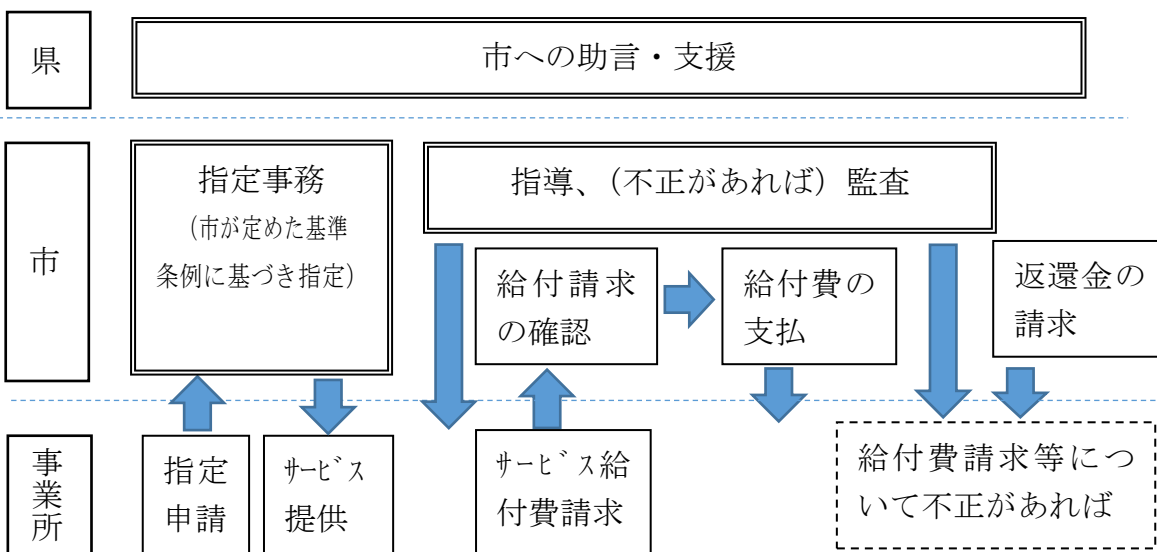 県
市への助言・支援
市
指定事務
（市が定めた基準
条例に基づき指定）
指導、（不正があれば）監査
給付請求
の確認
給付費の
支払
返還金の
請求
事業所
指定
申請
ｻｰﾋﾞｽ
提供
ｻｰﾋﾞｽ給
付費請求
給付費請求等につ
いて不正があれば